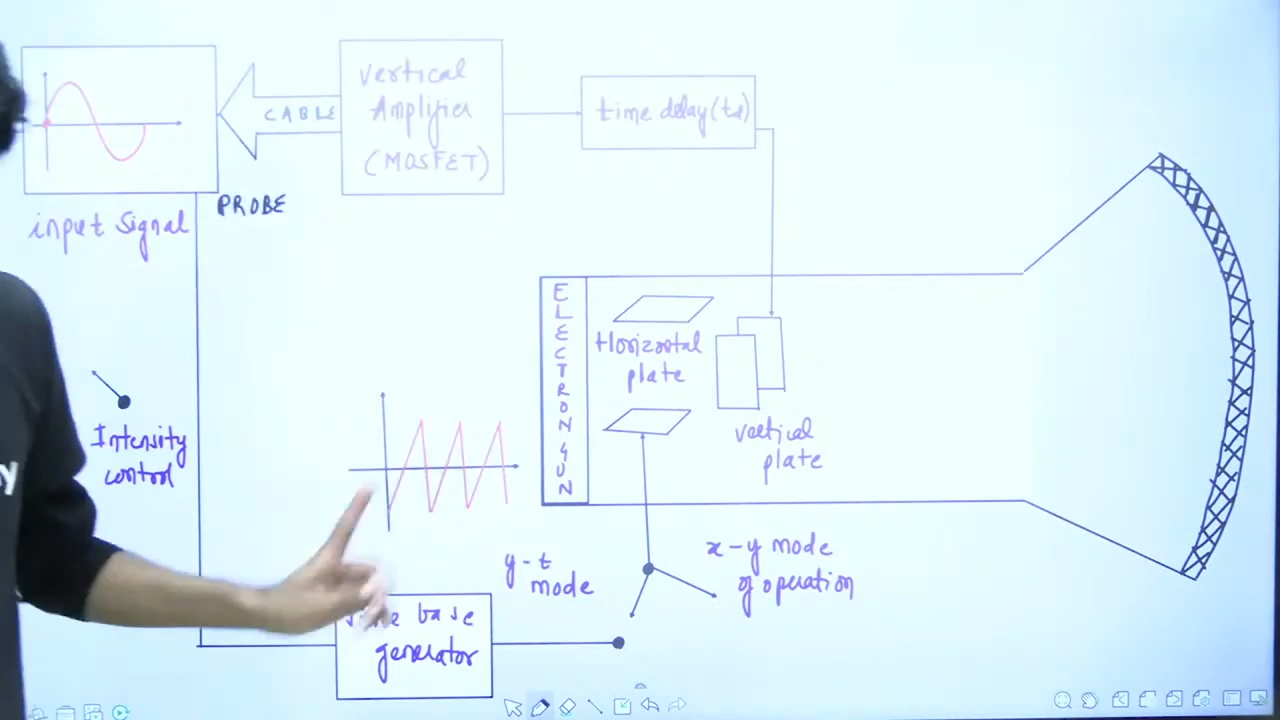 vertical
Amplifier
(MOSFET)
CABLE
time delay (td)
PROBE
input Signal
ELECTRON GUN
Horizontal
plate
vertical
plate
Intensity
control
y-t
mode
x-y mode
of operation
base
generator
y